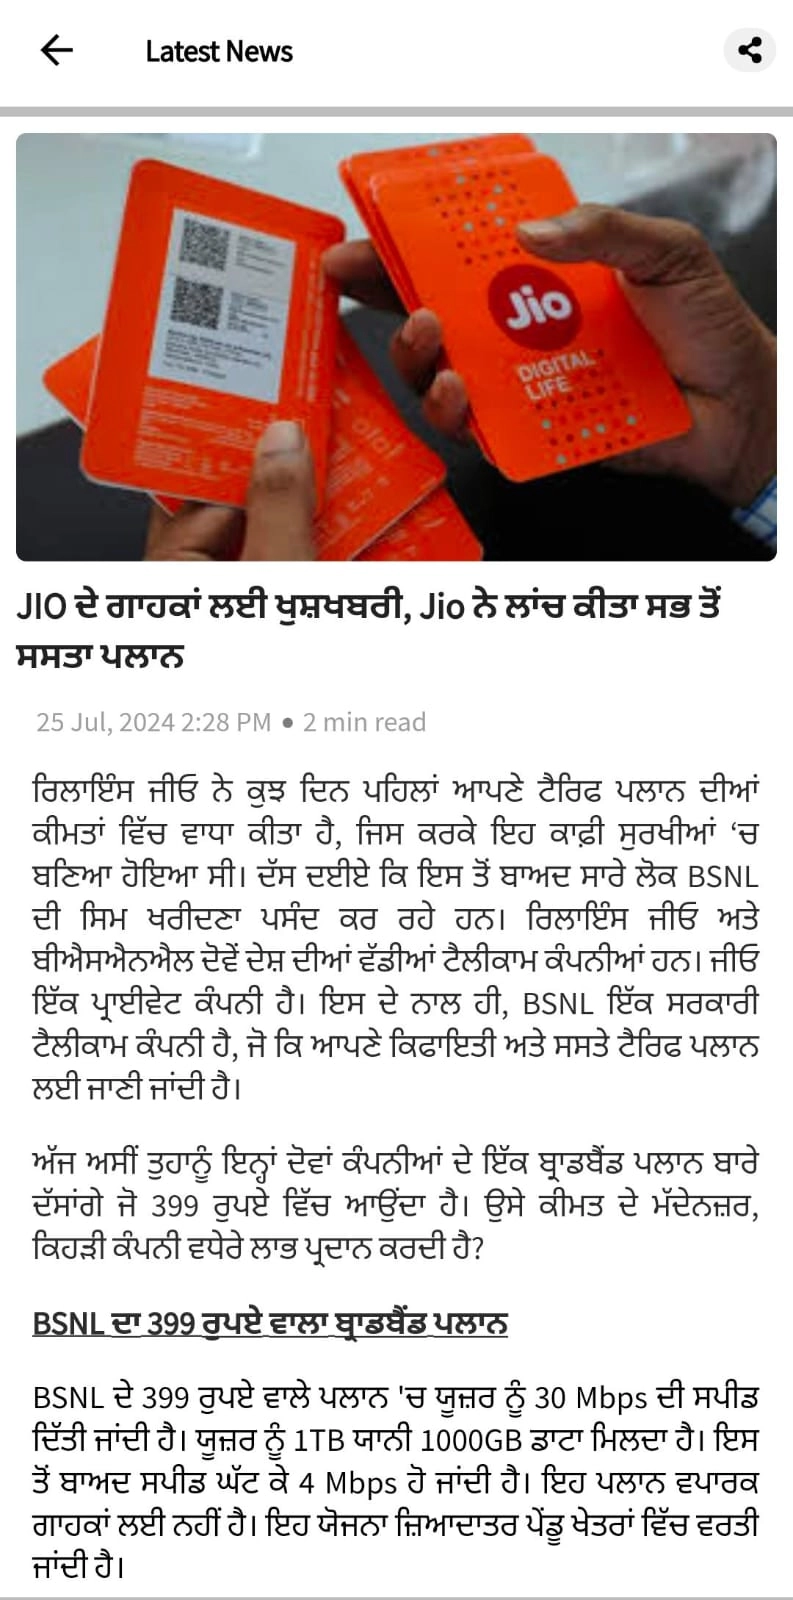 Latest News
Jio
DIGITAL
LIFE
JIO ਦੇ ਗਾਹਕਾਂ ਲਈ ਖੁਸ਼ਖਬਰੀ, Jio ਨੇ ਲਾਂਚ ਕੀਤਾ ਸਭ ਤੋਂ
ਸਸਤਾ ਪਲਾਨ
25 Jul, 2024 2:28 PM • 2 min read
ਰਿਲਾਇੰਸ ਜੀਓ ਨੇ ਕੁਝ ਦਿਨ ਪਹਿਲਾਂ ਆਪਣੇ ਟੈਰਿਫ ਪਲਾਨ ਦੀਆਂ
ਕੀਮਤਾਂ ਵਿੱਚ ਵਾਧਾ ਕੀਤਾ ਹੈ, ਜਿਸ ਕਰਕੇ ਇਹ ਕਾਫ਼ੀ ਸੁਰਖੀਆਂ ‘ਚ
ਬਣਿਆ ਹੋਇਆ ਸੀ। ਦੱਸ ਦਈਏ ਕਿ ਇਸ ਤੋਂ ਬਾਅਦ ਸਾਰੇ ਲੋਕ BSNL
ਦੀ ਸਿਮ ਖਰੀਦਣਾ ਪਸੰਦ ਕਰ ਰਹੇ ਹਨ। ਰਿਲਾਇੰਸ ਜੀਓ ਅਤੇ
ਬੀਐਸਐਨਐਲ ਦੋਵੇਂ ਦੇਸ਼ ਦੀਆਂ ਵੱਡੀਆਂ ਟੈਲੀਕਾਮ ਕੰਪਨੀਆਂ ਹਨ। ਜੀਓ
ਇੱਕ ਪ੍ਰਾਈਵੇਟ ਕੰਪਨੀ ਹੈ। ਇਸ ਦੇ ਨਾਲ ਹੀ, BSNL ਇੱਕ ਸਰਕਾਰੀ
ਟੈਲੀਕਾਮ ਕੰਪਨੀ ਹੈ, ਜੋ ਕਿ ਆਪਣੇ ਕਿਫਾਇਤੀ ਅਤੇ ਸਸਤੇ ਟੈਰਿਫ ਪਲਾਨ
ਲਈ ਜਾਣੀ ਜਾਂਦੀ ਹੈ।
ਅੱਜ ਅਸੀਂ ਤੁਹਾਨੂੰ ਇਨ੍ਹਾਂ ਦੋਵਾਂ ਕੰਪਨੀਆਂ ਦੇ ਇੱਕ ਬ੍ਰਾਡਬੈਂਡ ਪਲਾਨ ਬਾਰੇ
ਦੱਸਾਂਗੇ ਜੋ 399 ਰੁਪਏ ਵਿੱਚ ਆਉਂਦਾ ਹੈ। ਉਸੇ ਕੀਮਤ ਦੇ ਮੱਦੇਨਜ਼ਰ,
ਕਿਹੜੀ ਕੰਪਨੀ ਵਧੇਰੇ ਲਾਭ ਪ੍ਰਦਾਨ ਕਰਦੀ ਹੈ?
BSNL ਦਾ 399 ਰੁਪਏ ਵਾਲਾ ਬ੍ਰਾਡਬੈਂਡ ਪਲਾਨ
BSNL ਦੇ 399 ਰੁਪਏ ਵਾਲੇ ਪਲਾਨ 'ਚ ਯੂਜ਼ਰ ਨੂੰ 30 Mbps ਦੀ ਸਪੀਡ
ਦਿੱਤੀ ਜਾਂਦੀ ਹੈ। ਯੂਜ਼ਰ ਨੂੰ 1TB ਯਾਨੀ 1000GB ਡਾਟਾ ਮਿਲਦਾ ਹੈ। ਇਸ
ਤੋਂ ਬਾਅਦ ਸਪੀਡ ਘੱਟ ਕੇ 4 Mbps ਹੋ ਜਾਂਦੀ ਹੈ। ਇਹ ਪਲਾਨ ਵਪਾਰਕ
ਗਾਹਕਾਂ ਲਈ ਨਹੀਂ ਹੈ। ਇਹ ਯੋਜਨਾ ਜ਼ਿਆਦਾਤਰ ਪੇਂਡੂ ਖੇਤਰਾਂ ਵਿੱਚ ਵਰਤੀ
ਜਾਂਦੀ ਹੈ।